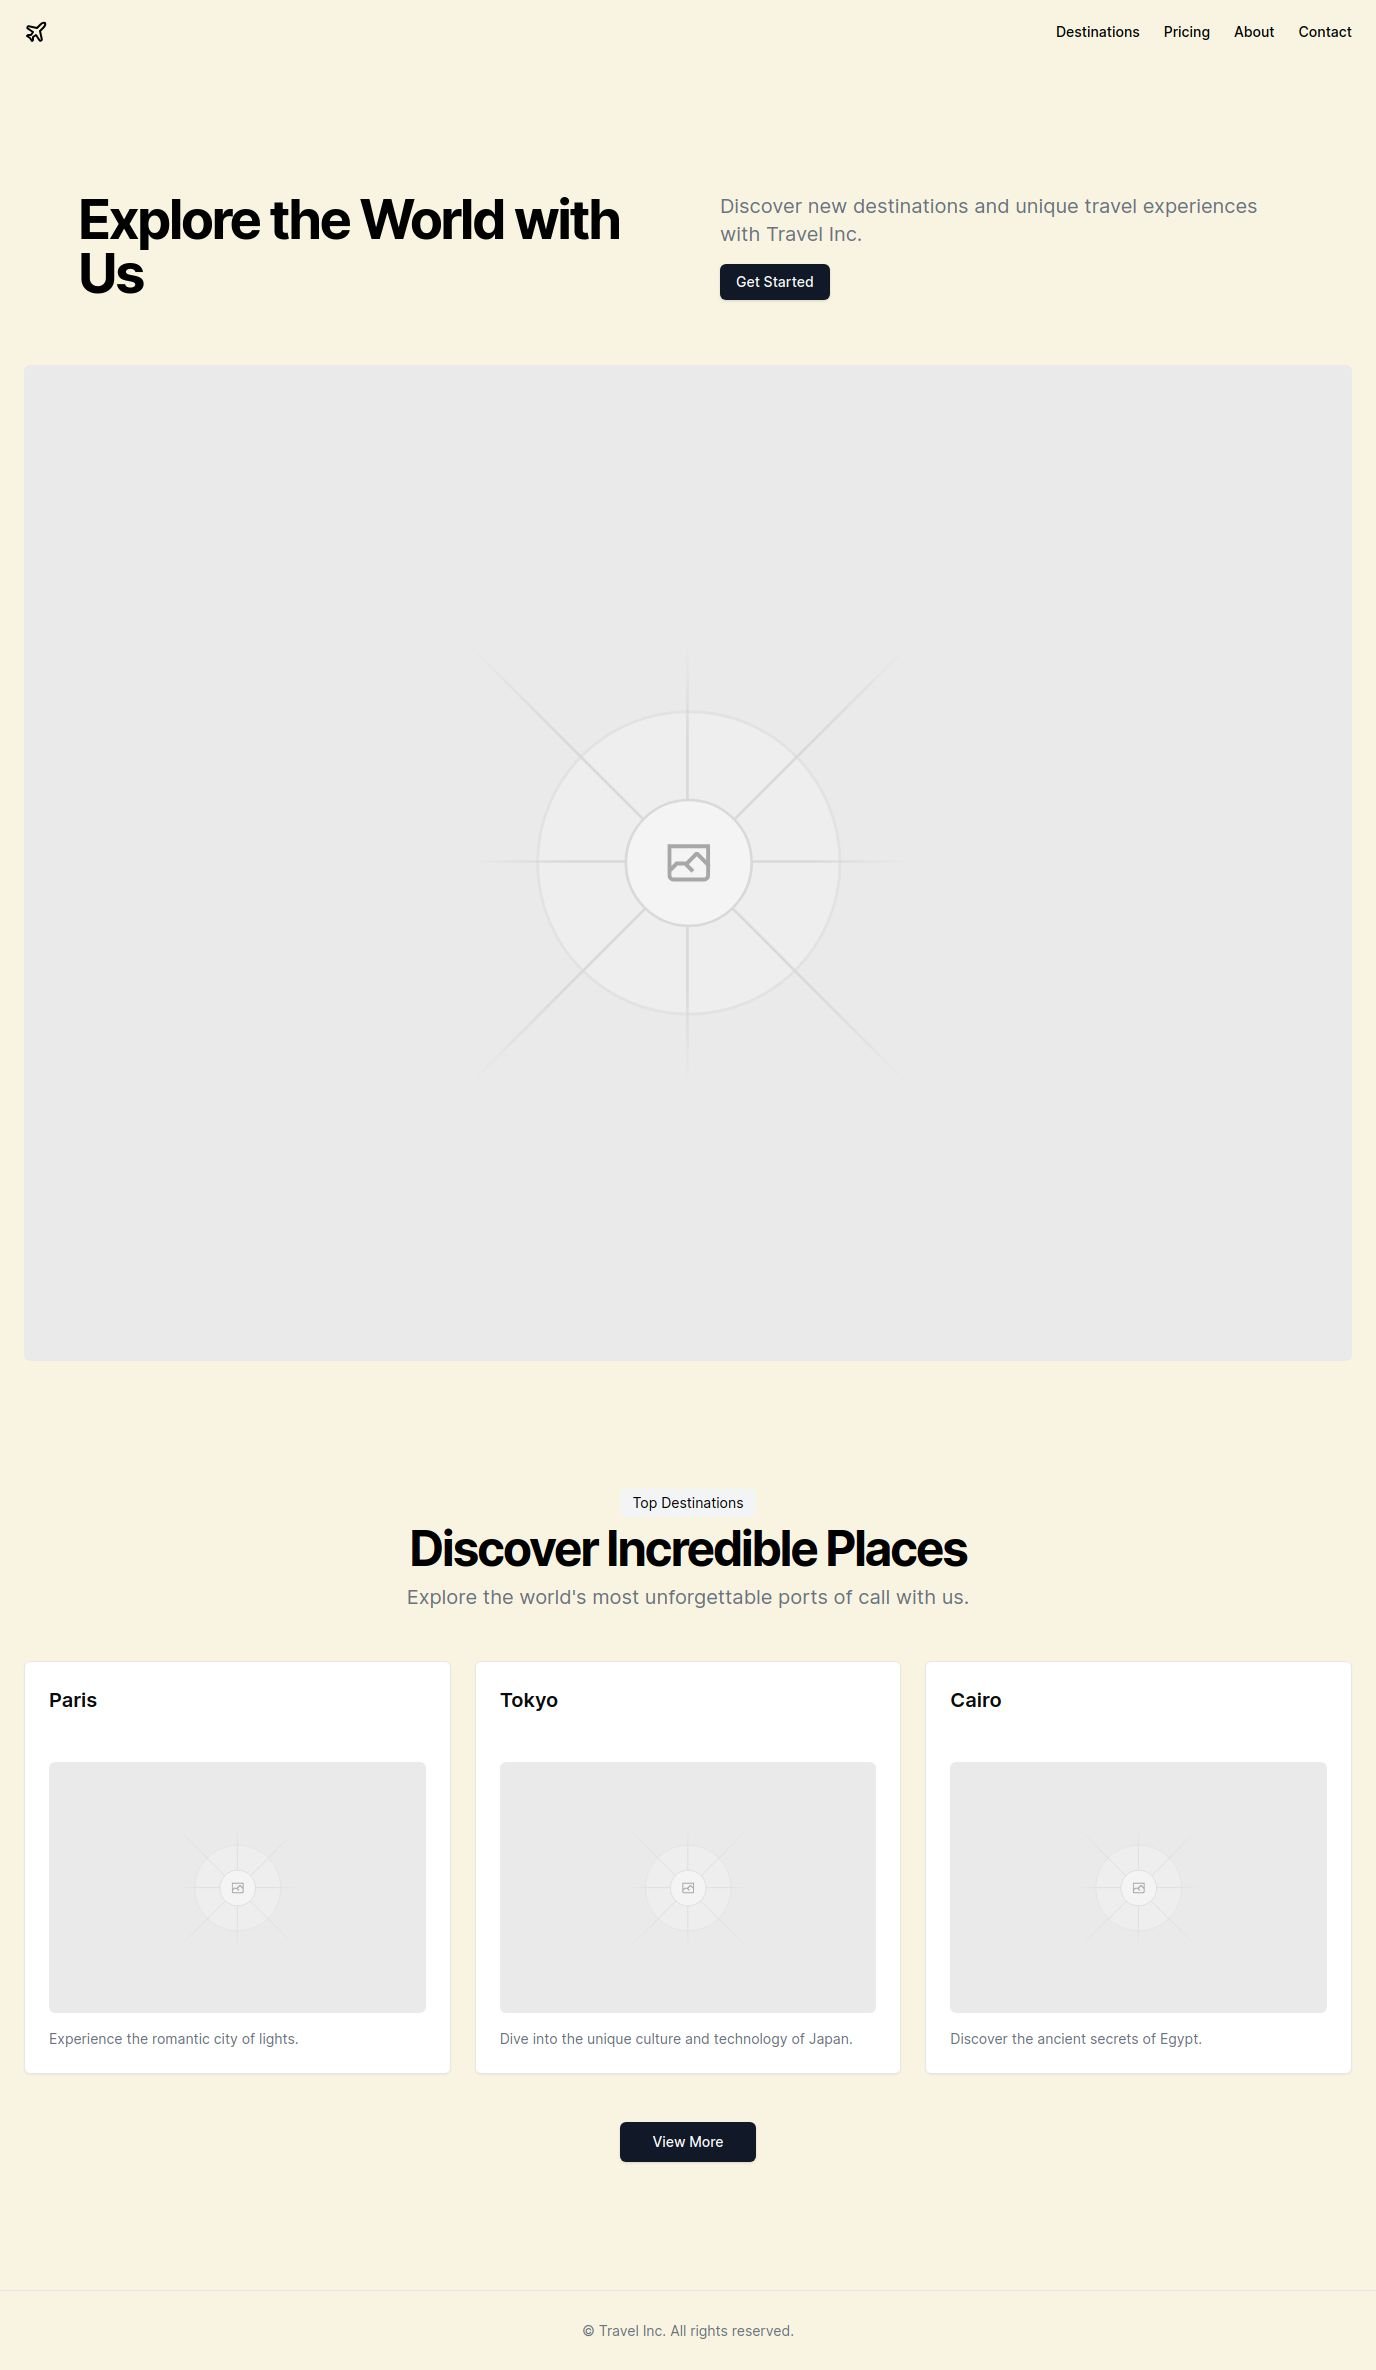 Destinations Pricing About Contact
Explore the World with
Us
Discover new destinations and unique travel experiences
with Travel Inc.
Get Started
Top Destinations
Discover Incredible Places
Explore the world's most unforgettable ports of call with us.
Paris
Experience the romantic city of lights.
Tokyo
Dive into the unique culture and technology of Japan.
Cairo
Discover the ancient secrets of Egypt.
View More
© Travel Inc. All rights reserved.